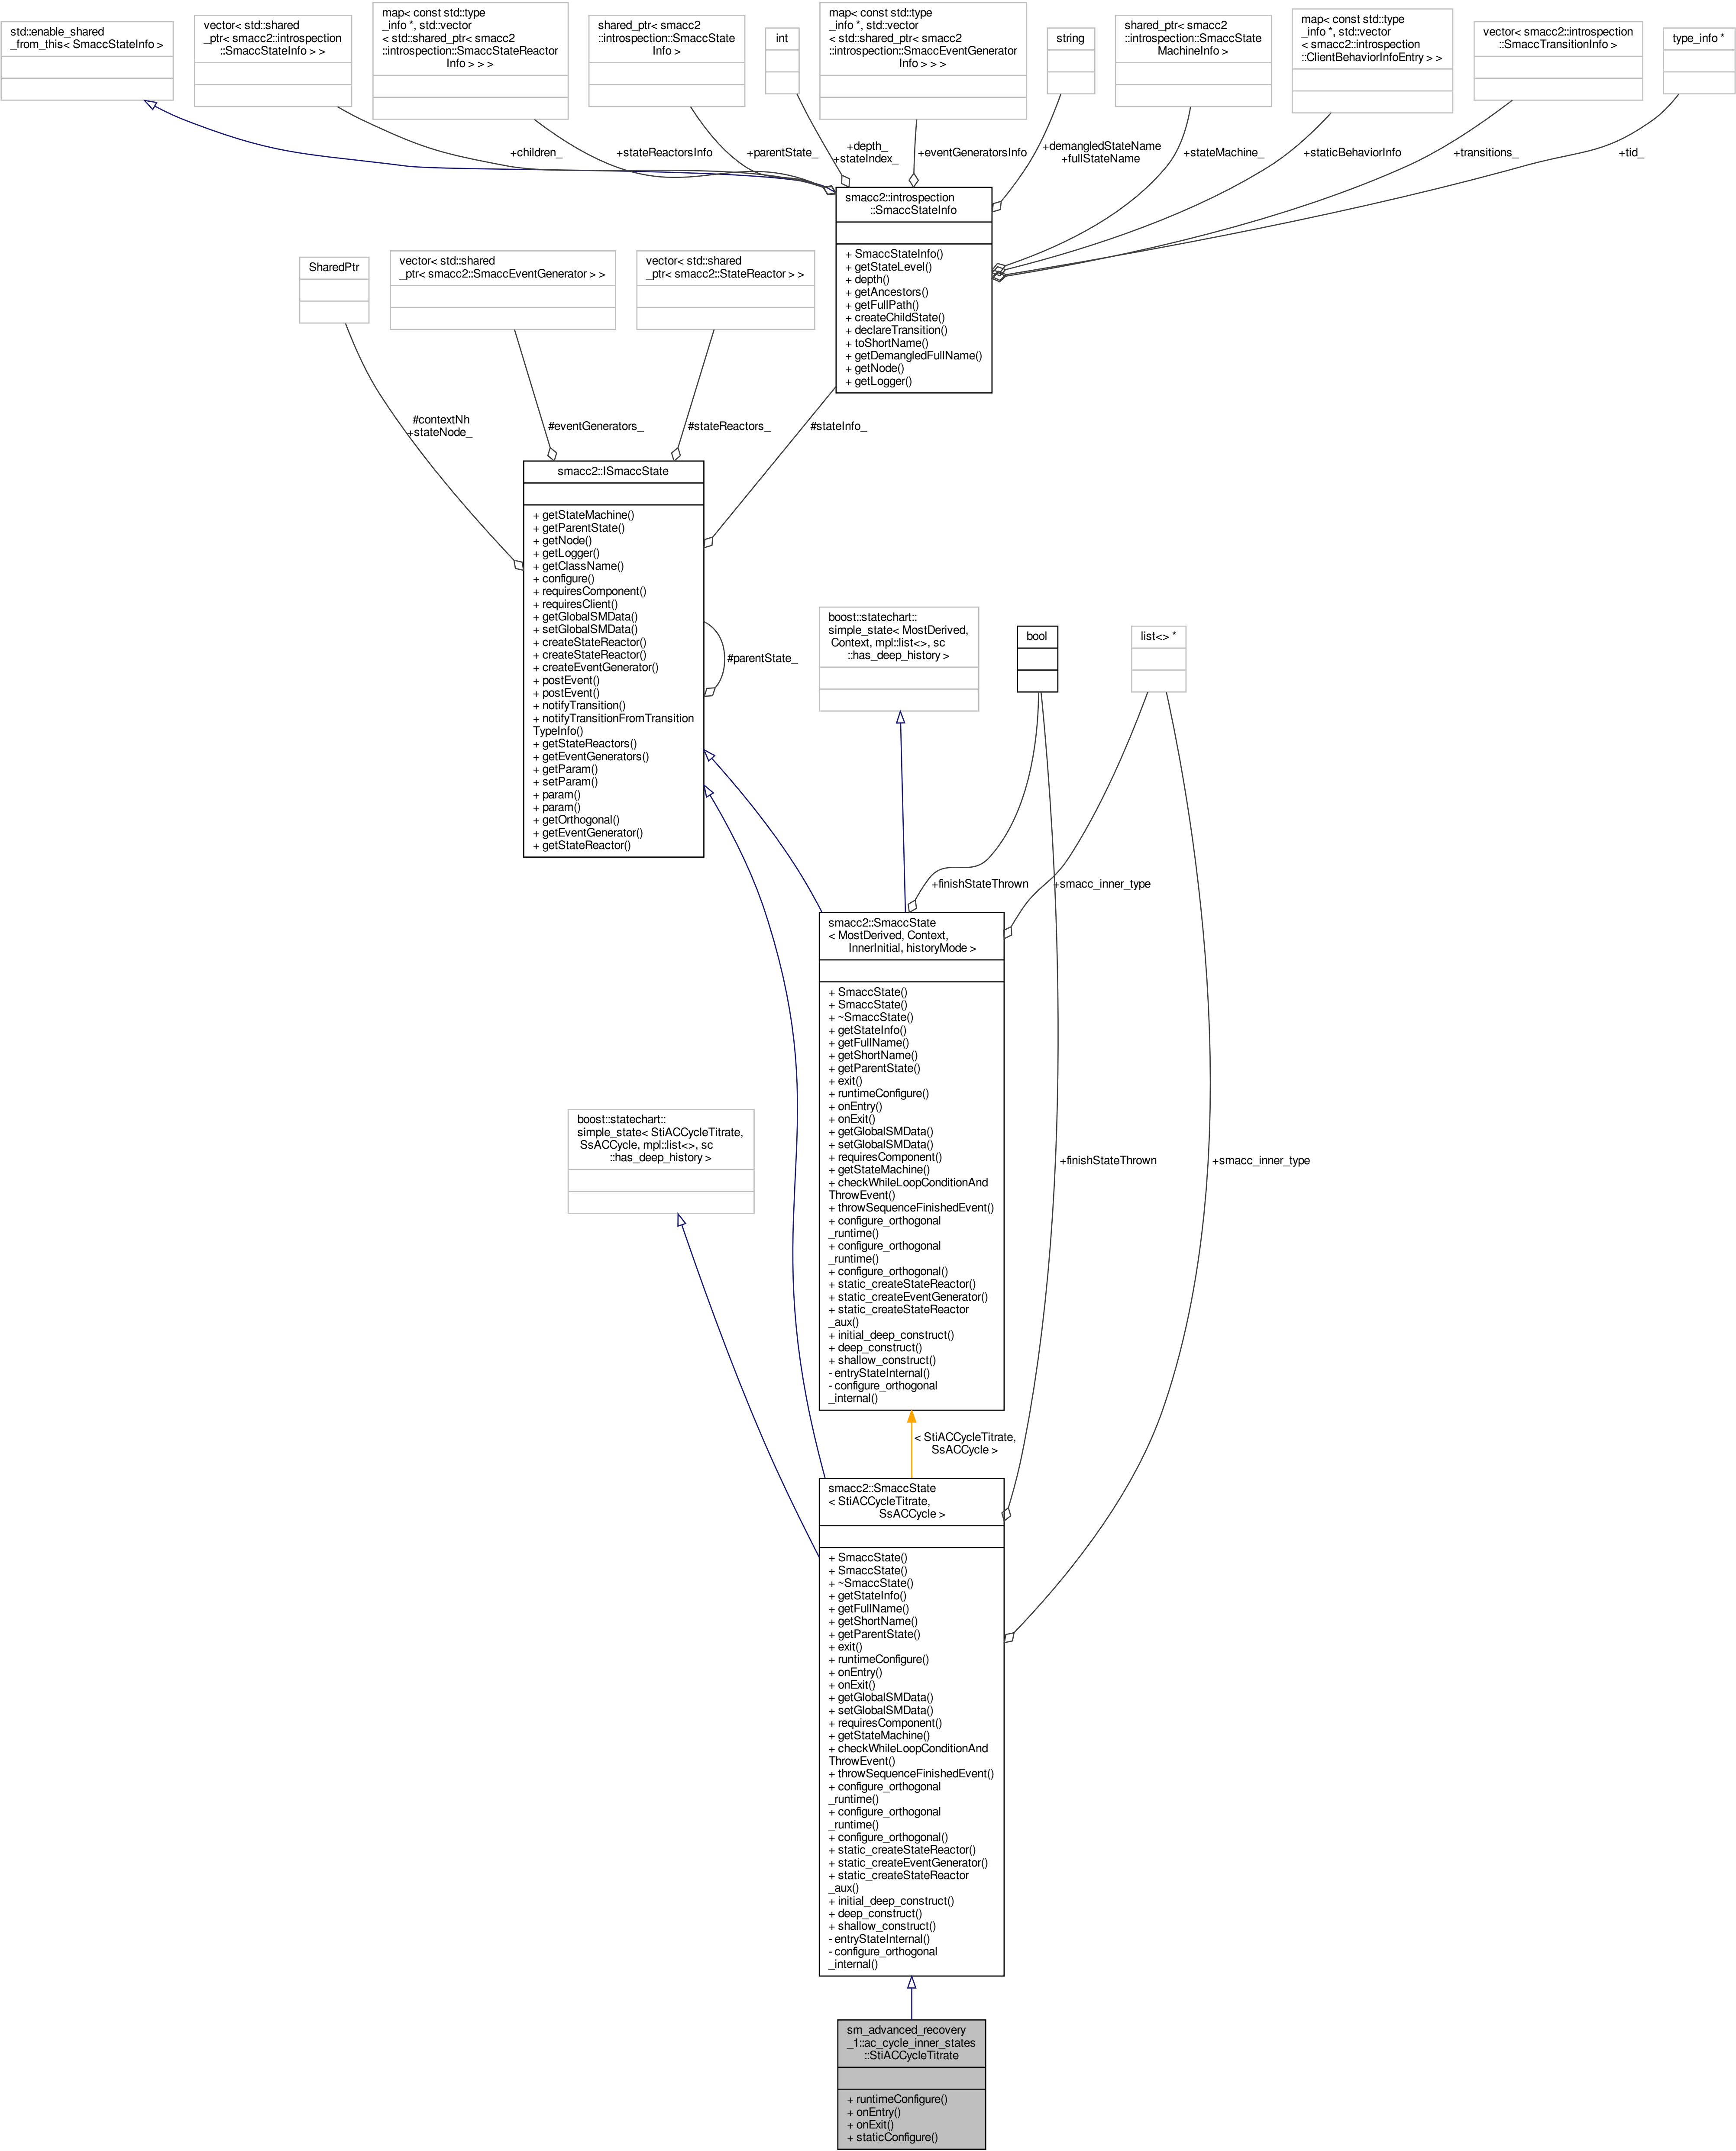 std::enable_shared
_from_this< SmaccStateInfo >
vector< std::shared
_ptr< smacc2::introspection
::SmaccStateInfo > >
map< const std::type
_info *, std::vector
< std::shared_ptr< smacc2
::introspection::SmaccStateReactor
Info > > >
shared_ptr< smacc2
::introspection::SmaccState
Info >
int
map< const std::type
_info *, std::vector
< std::shared_ptr< smacc2
::introspection::SmaccEventGenerator
Info > > >
string
shared_ptr< smacc2
::introspection::SmaccState
MachineInfo >
map< const std::type
_info *, std::vector
< smacc2::introspection
::ClientBehaviorInfoEntry > >
vector< smacc2::introspection
::SmaccTransitionInfo >
type_info *
+children_
+stateReactorsInfo
+parentState_
+depth_
+stateIndex_
+eventGeneratorsInfo
+demangledStateName
+fullStateName
+stateMachine_
+staticBehaviorInfo
+transitions_
+tid_
smacc2::introspection
::SmaccStateInfo
+ SmaccStateInfo()
+ getStateLevel()
+ depth()
+ getAncestors()
+ getFullPath()
+ createChildState()
+ declareTransition()
+ toShortName()
+ getDemangledFullName()
+ getNode()
+ getLogger()
SharedPtr
vector< std::shared
_ptr< smacc2::SmaccEventGenerator > >
vector< std::shared
_ptr< smacc2::StateReactor > >
#contextNh
+stateNode_
#eventGenerators_
#stateReactors_
#stateInfo_
smacc2::ISmaccState
+ getStateMachine()
+ getParentState()
+ getNode()
+ getLogger()
+ getClassName()
+ configure()
+ requiresComponent()
+ requiresClient()
+ getGlobalSMData()
+ setGlobalSMData()
+ createStateReactor()
+ createStateReactor()
+ createEventGenerator()
+ postEvent()
+ postEvent()
+ notifyTransition()
+ notifyTransitionFromTransition
TypeInfo()
+ getStateReactors()
+ getEventGenerators()
+ getParam()
+ setParam()
+ param()
+ param()
+ getOrthogonal()
+ getEventGenerator()
+ getStateReactor()
#parentState_
boost::statechart::
simple_state< MostDerived,
Context, mpl::list<>, sc
::has_deep_history >
bool
list<> *
+finishStateThrown
+smacc_inner_type
smacc2::SmaccState
< MostDerived, Context,
InnerInitial, historyMode >
+ SmaccState()
+ SmaccState()
+ ~SmaccState()
+ getStateInfo()
+ getFullName()
+ getShortName()
+ getParentState()
+ exit()
+ runtimeConfigure()
+ onEntry()
+ onExit()
+ getGlobalSMData()
+ setGlobalSMData()
+ requiresComponent()
+ getStateMachine()
+ checkWhileLoopConditionAnd
ThrowEvent()
+ throwSequenceFinishedEvent()
+ configure_orthogonal
_runtime()
+ configure_orthogonal
_runtime()
+ configure_orthogonal()
+ static_createStateReactor()
+ static_createEventGenerator()
+ static_createStateReactor
_aux()
+ initial_deep_construct()
+ deep_construct()
+ shallow_construct()
- entryStateInternal()
- configure_orthogonal
_internal()
boost::statechart::
simple_state< StiACCycleTitrate,
SsACCycle, mpl::list<>, sc
::has_deep_history >
+finishStateThrown
+smacc_inner_type
< StiACCycleTitrate,
SsACCycle >
smacc2::SmaccState
< StiACCycleTitrate,
SsACCycle >
+ SmaccState()
+ SmaccState()
+ ~SmaccState()
+ getStateInfo()
+ getFullName()
+ getShortName()
+ getParentState()
+ exit()
+ runtimeConfigure()
+ onEntry()
+ onExit()
+ getGlobalSMData()
+ setGlobalSMData()
+ requiresComponent()
+ getStateMachine()
+ checkWhileLoopConditionAnd
ThrowEvent()
+ throwSequenceFinishedEvent()
+ configure_orthogonal
_runtime()
+ configure_orthogonal
_runtime()
+ configure_orthogonal()
+ static_createStateReactor()
+ static_createEventGenerator()
+ static_createStateReactor
_aux()
+ initial_deep_construct()
+ deep_construct()
+ shallow_construct()
- entryStateInternal()
- configure_orthogonal
_internal()
sm_advanced_recovery
_1::ac_cycle_inner_states
::StiACCycleTitrate
+ runtimeConfigure()
+ onEntry()
+ onExit()
+ staticConfigure()